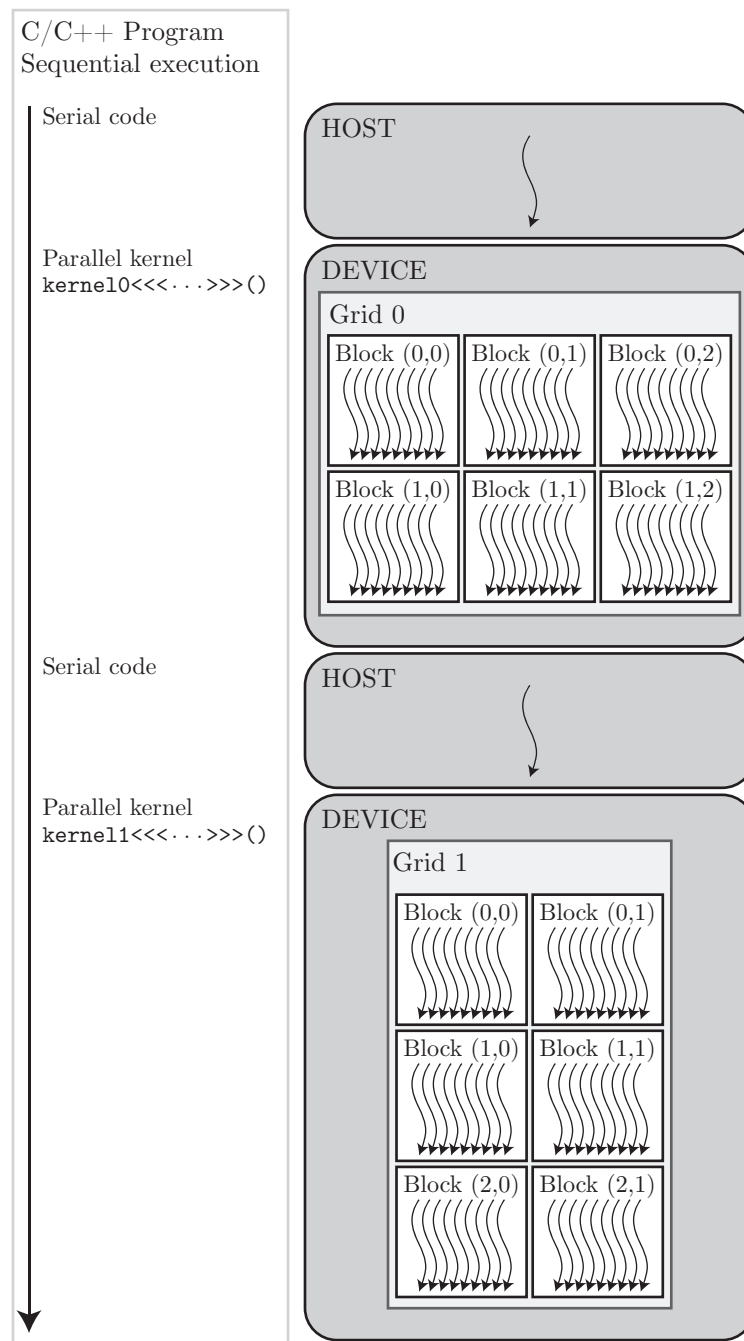 C/C++ Program
Sequential execution
Serial code
HOST
Parallel kernel
kernel0<<<···>>>()
DEVICE
Grid 0
Block (0,0) Block (0,1) Block (0,2)
Block (1,0) Block (1,1) Block (1,2)
Serial code
HOST
Parallel kernel
kernel1<<<···>>>()
DEVICE
Grid 1
Block (0,0) Block (0,1)
Block (1,0) Block (1,1)
Block (2,0) Block (2,1)